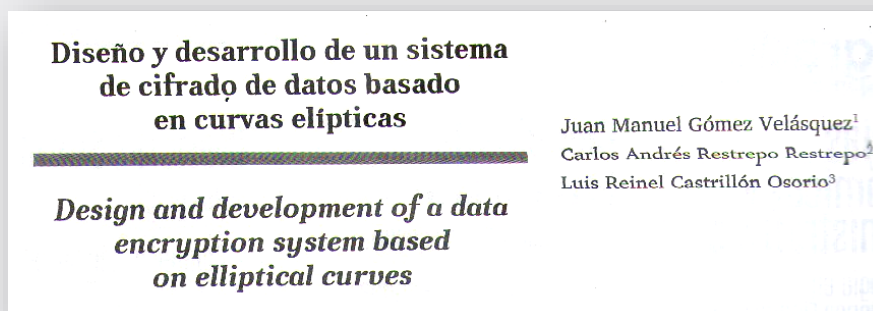 Diseño y desarrollo de un sistema
de cifrado de datos basado
en curvas elípticas
Design and development of a data
encryption system based
on elliptical curves
Juan Manuel Gómez Velásquez¹
Carlos Andrés Restrepo Restrepo²
Luis Reinel Castrillón Osorio³